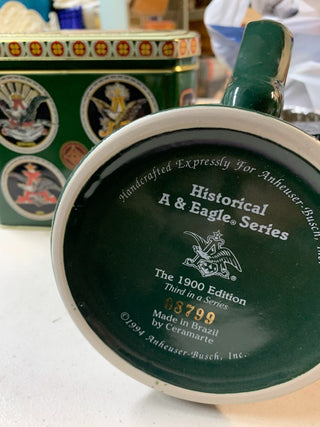 Handcrafted Expressly For Anheuser-Busch, Inc.
Historical
A & Eagle® Series
The 1900 Edition
Third in a Series
08799
Made in Brazil
by Ceramarte
©1994 Anheuser-Busch, Inc.